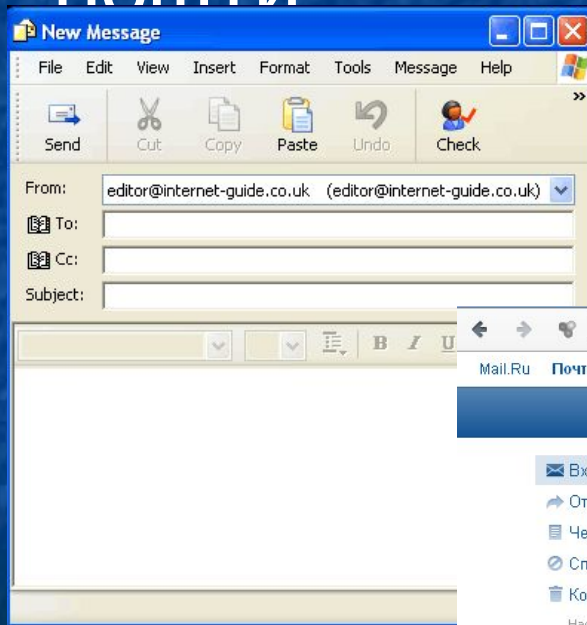 New Message
File Edit View Insert Format Tools Message Help
Send Cut Copy Paste Undo Check
»
From: editor@internet-guide.co.uk (editor@internet-guide.co.uk)
To:
Cc:
Subject:
B I U
Mail.Ru Почт
Вх
От
Че
Сп
Ко